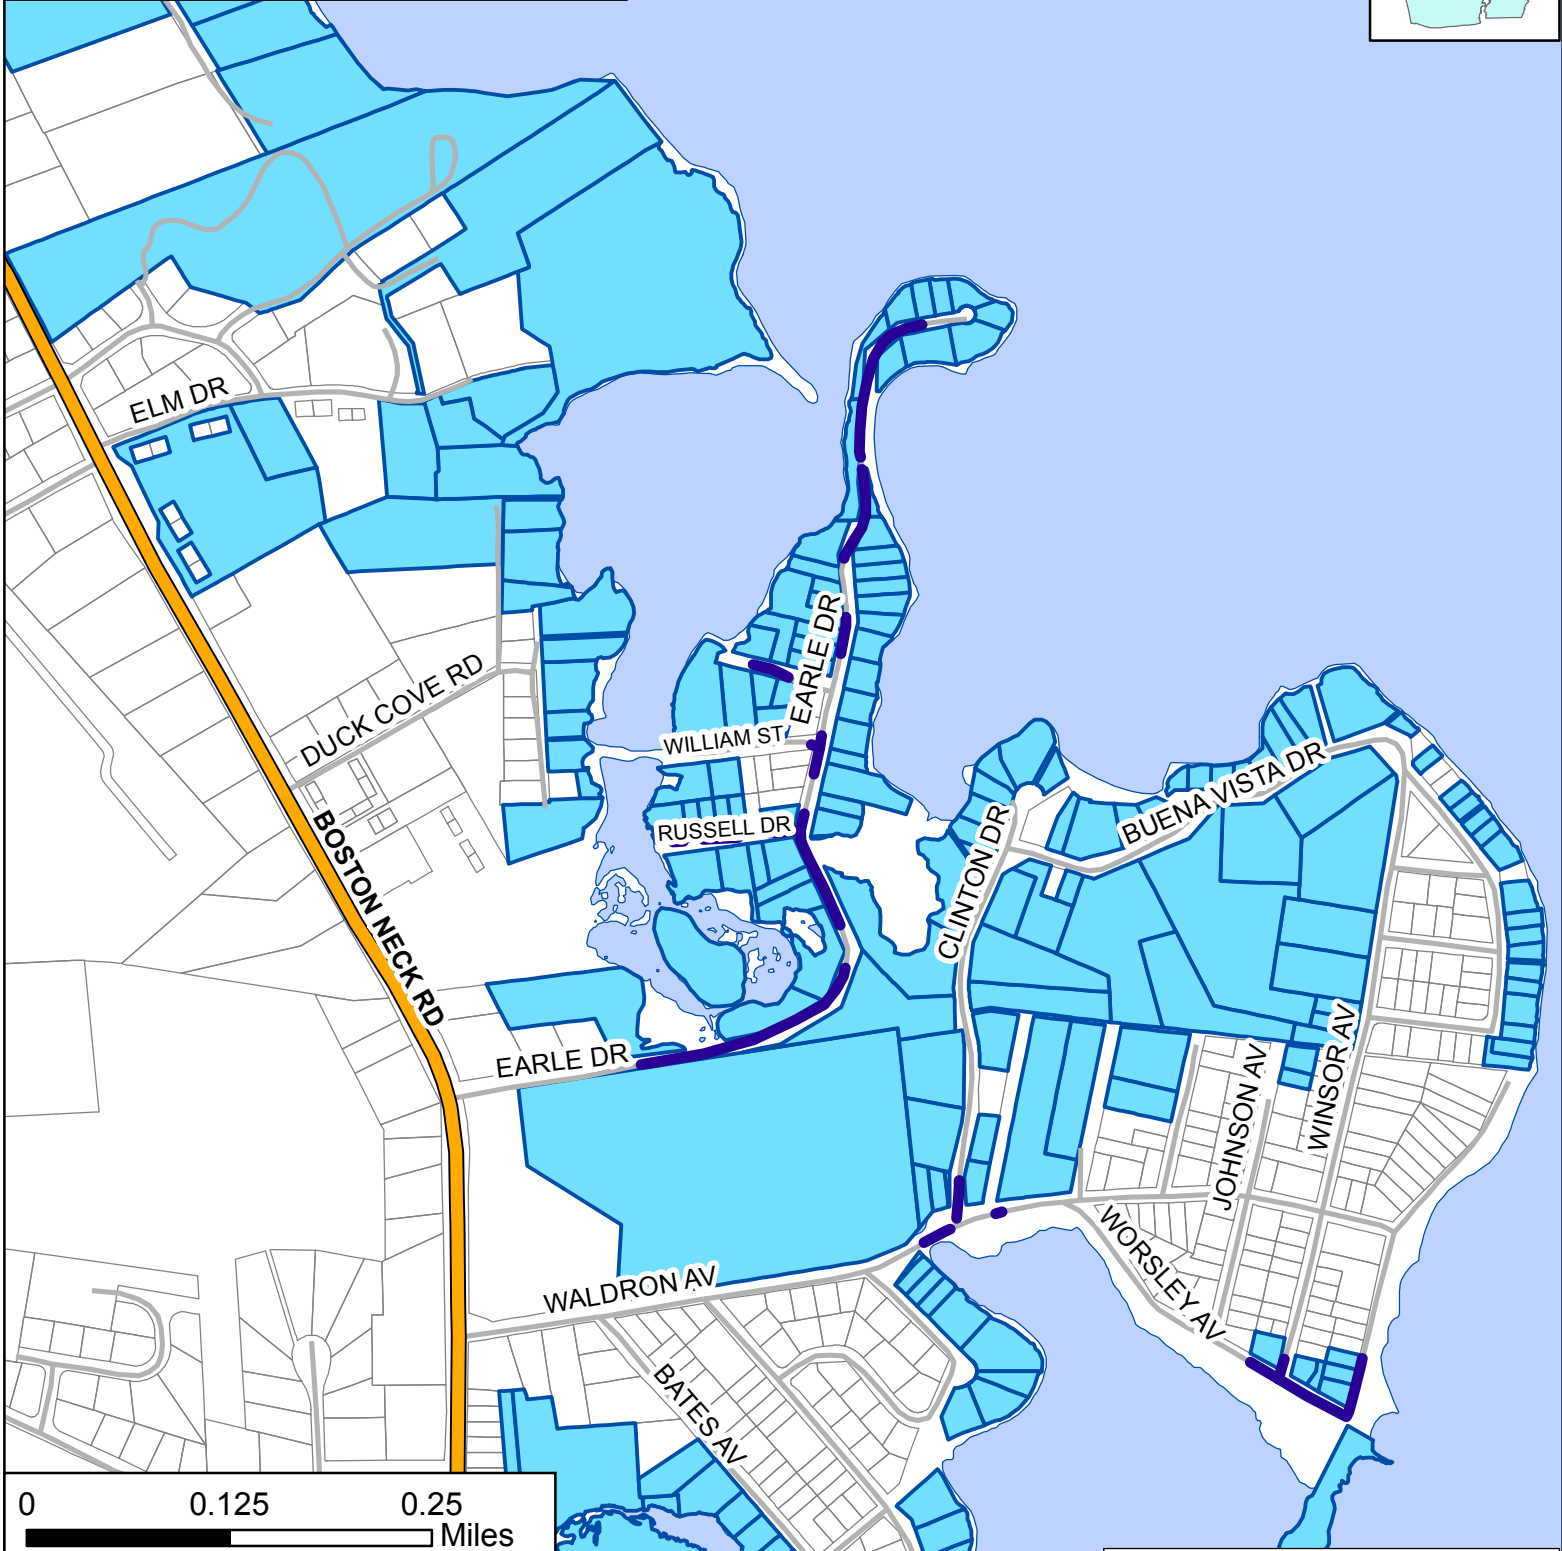 ELM DR
EARLE DR
DUCK COVE RD
WILLIAM ST
BUENA VISTA DR
RUSSELL DR
CLINTON DR
BOSTON NECK RD
EARLE DR
WINSOR AV
JOHNSON AV
WORSLEY AV
WALDRON AV
BATES AV
0 0.125 0.25
Miles